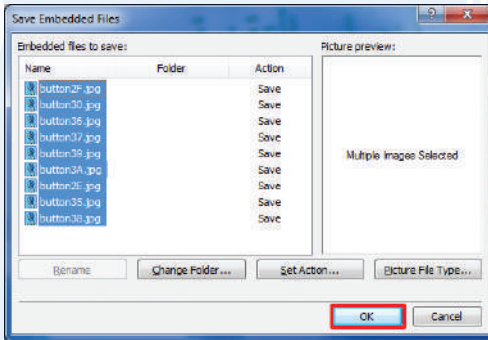 Save Embedded Files
Embedded files to save:
Picture preview:
Name Folder Action
button2F.jpg Save
button30.jpg Save
button36.jpg Save
button37.jpg Save
button39.jpg Save
button3A.jpg Save
button2E.jpg Save
button35.jpg Save
button38.jpg Save
Multiple Images Selected
Rename Change Folder... Set Action... Picture File Type...
OK Cancel